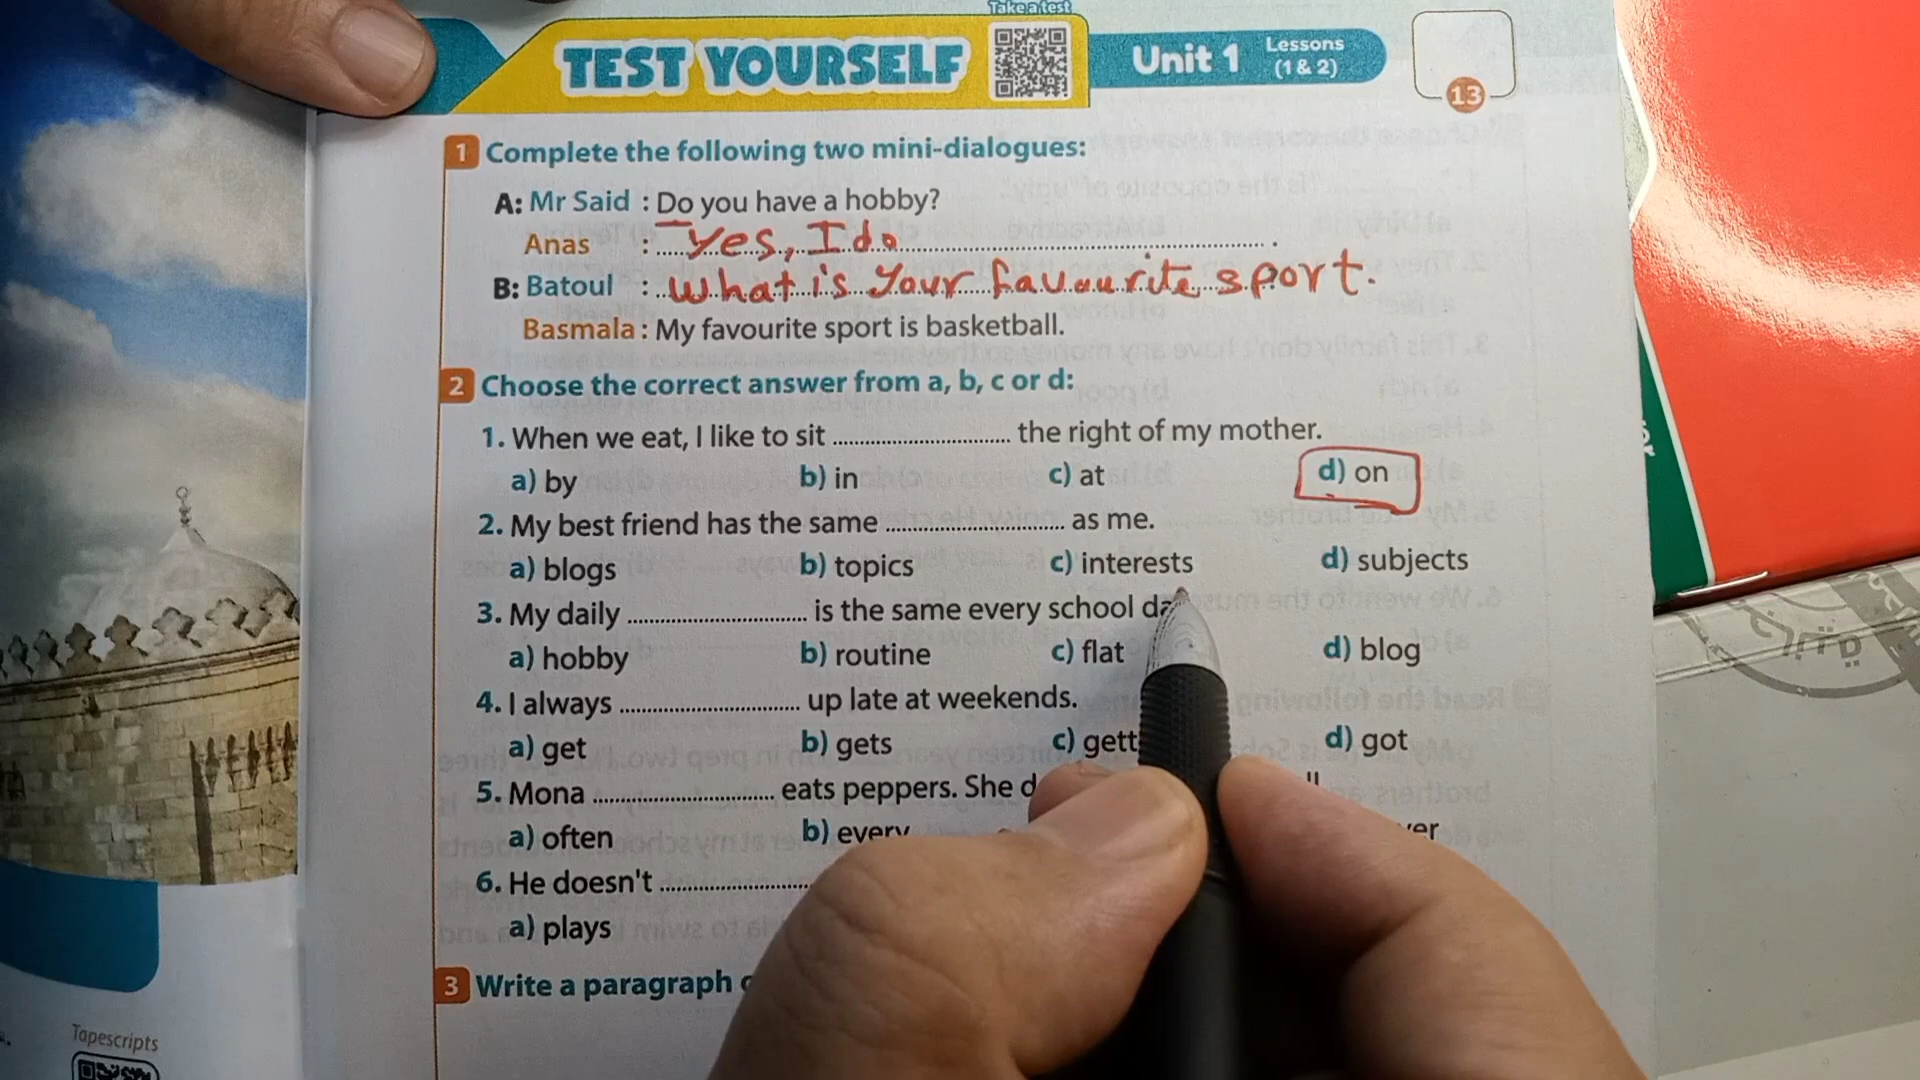 Take a test
TEST YOURSELF
Unit 1 Lessons (1 & 2)
13
1 Complete the following two mini-dialogues:
A: Mr Said : Do you have a hobby?
Anas : Yes, I do .
B: Batoul : What is your favourite sport.
Basmala : My favourite sport is basketball.
2 Choose the correct answer from a, b, c or d:
1. When we eat, I like to sit ............................ the right of my mother.
a) by b) in c) at d) on
2. My best friend has the same ............................ as me.
a) blogs b) topics c) interests d) subjects
3. My daily ............................ is the same every school
a) hobby b) routine c) flat d) blog
4. I always ............................ up late at weekends.
a) get b) gets c) d) got
5. Mona ............................ eats peppers. She
a) often b) every
6. He doesn't ........................
a) plays
3 Write a paragraph
Tapescripts